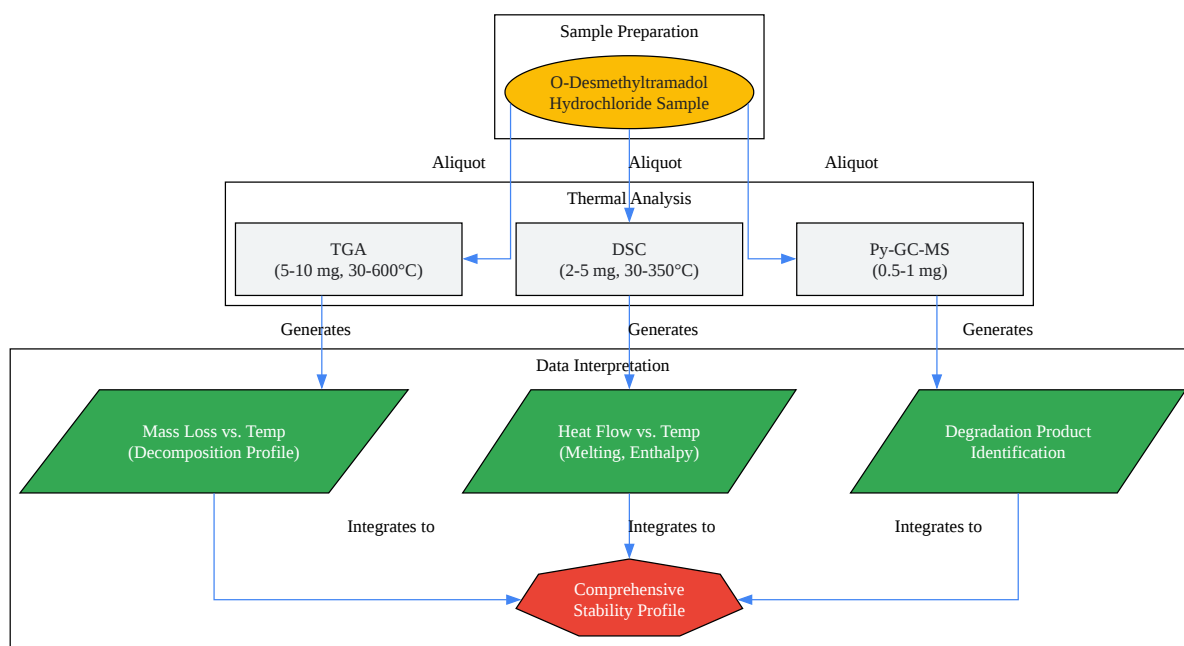 Sample Preparation
O-Desmethyltramadol
Hydrochloride Sample
Aliquot
Aliquot
Aliquot
Thermal Analysis
TGA
(5-10 mg, 30-600°C)
DSC
(2-5 mg, 30-350°C)
Py-GC-MS
(0.5-1 mg)
Generates
Generates
Generates
Data Interpretation
Mass Loss vs. Temp
(Decomposition Profile)
Heat Flow vs. Temp
(Melting, Enthalpy)
Degradation Product
Identification
Integrates to
Integrates to
Integrates to
Comprehensive
Stability Profile